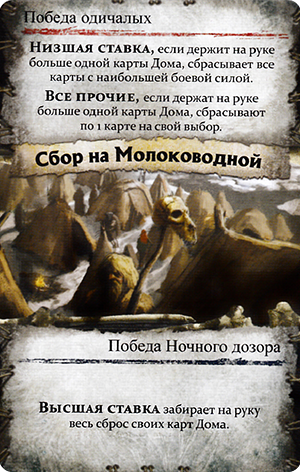 Победа одичалых
Низшая ставка, если держит на руке
больше одной карты Дома, сбрасывает все
карты с наибольшей боевой силой.
Все прочие, если держат на руке
больше одной карты Дома, сбрасывают
по 1 карте на свой выбор.
Сбор на Молоководной
Победа Ночного дозора
Высшая ставка забирает на руку
весь сброс своих карт Дома.